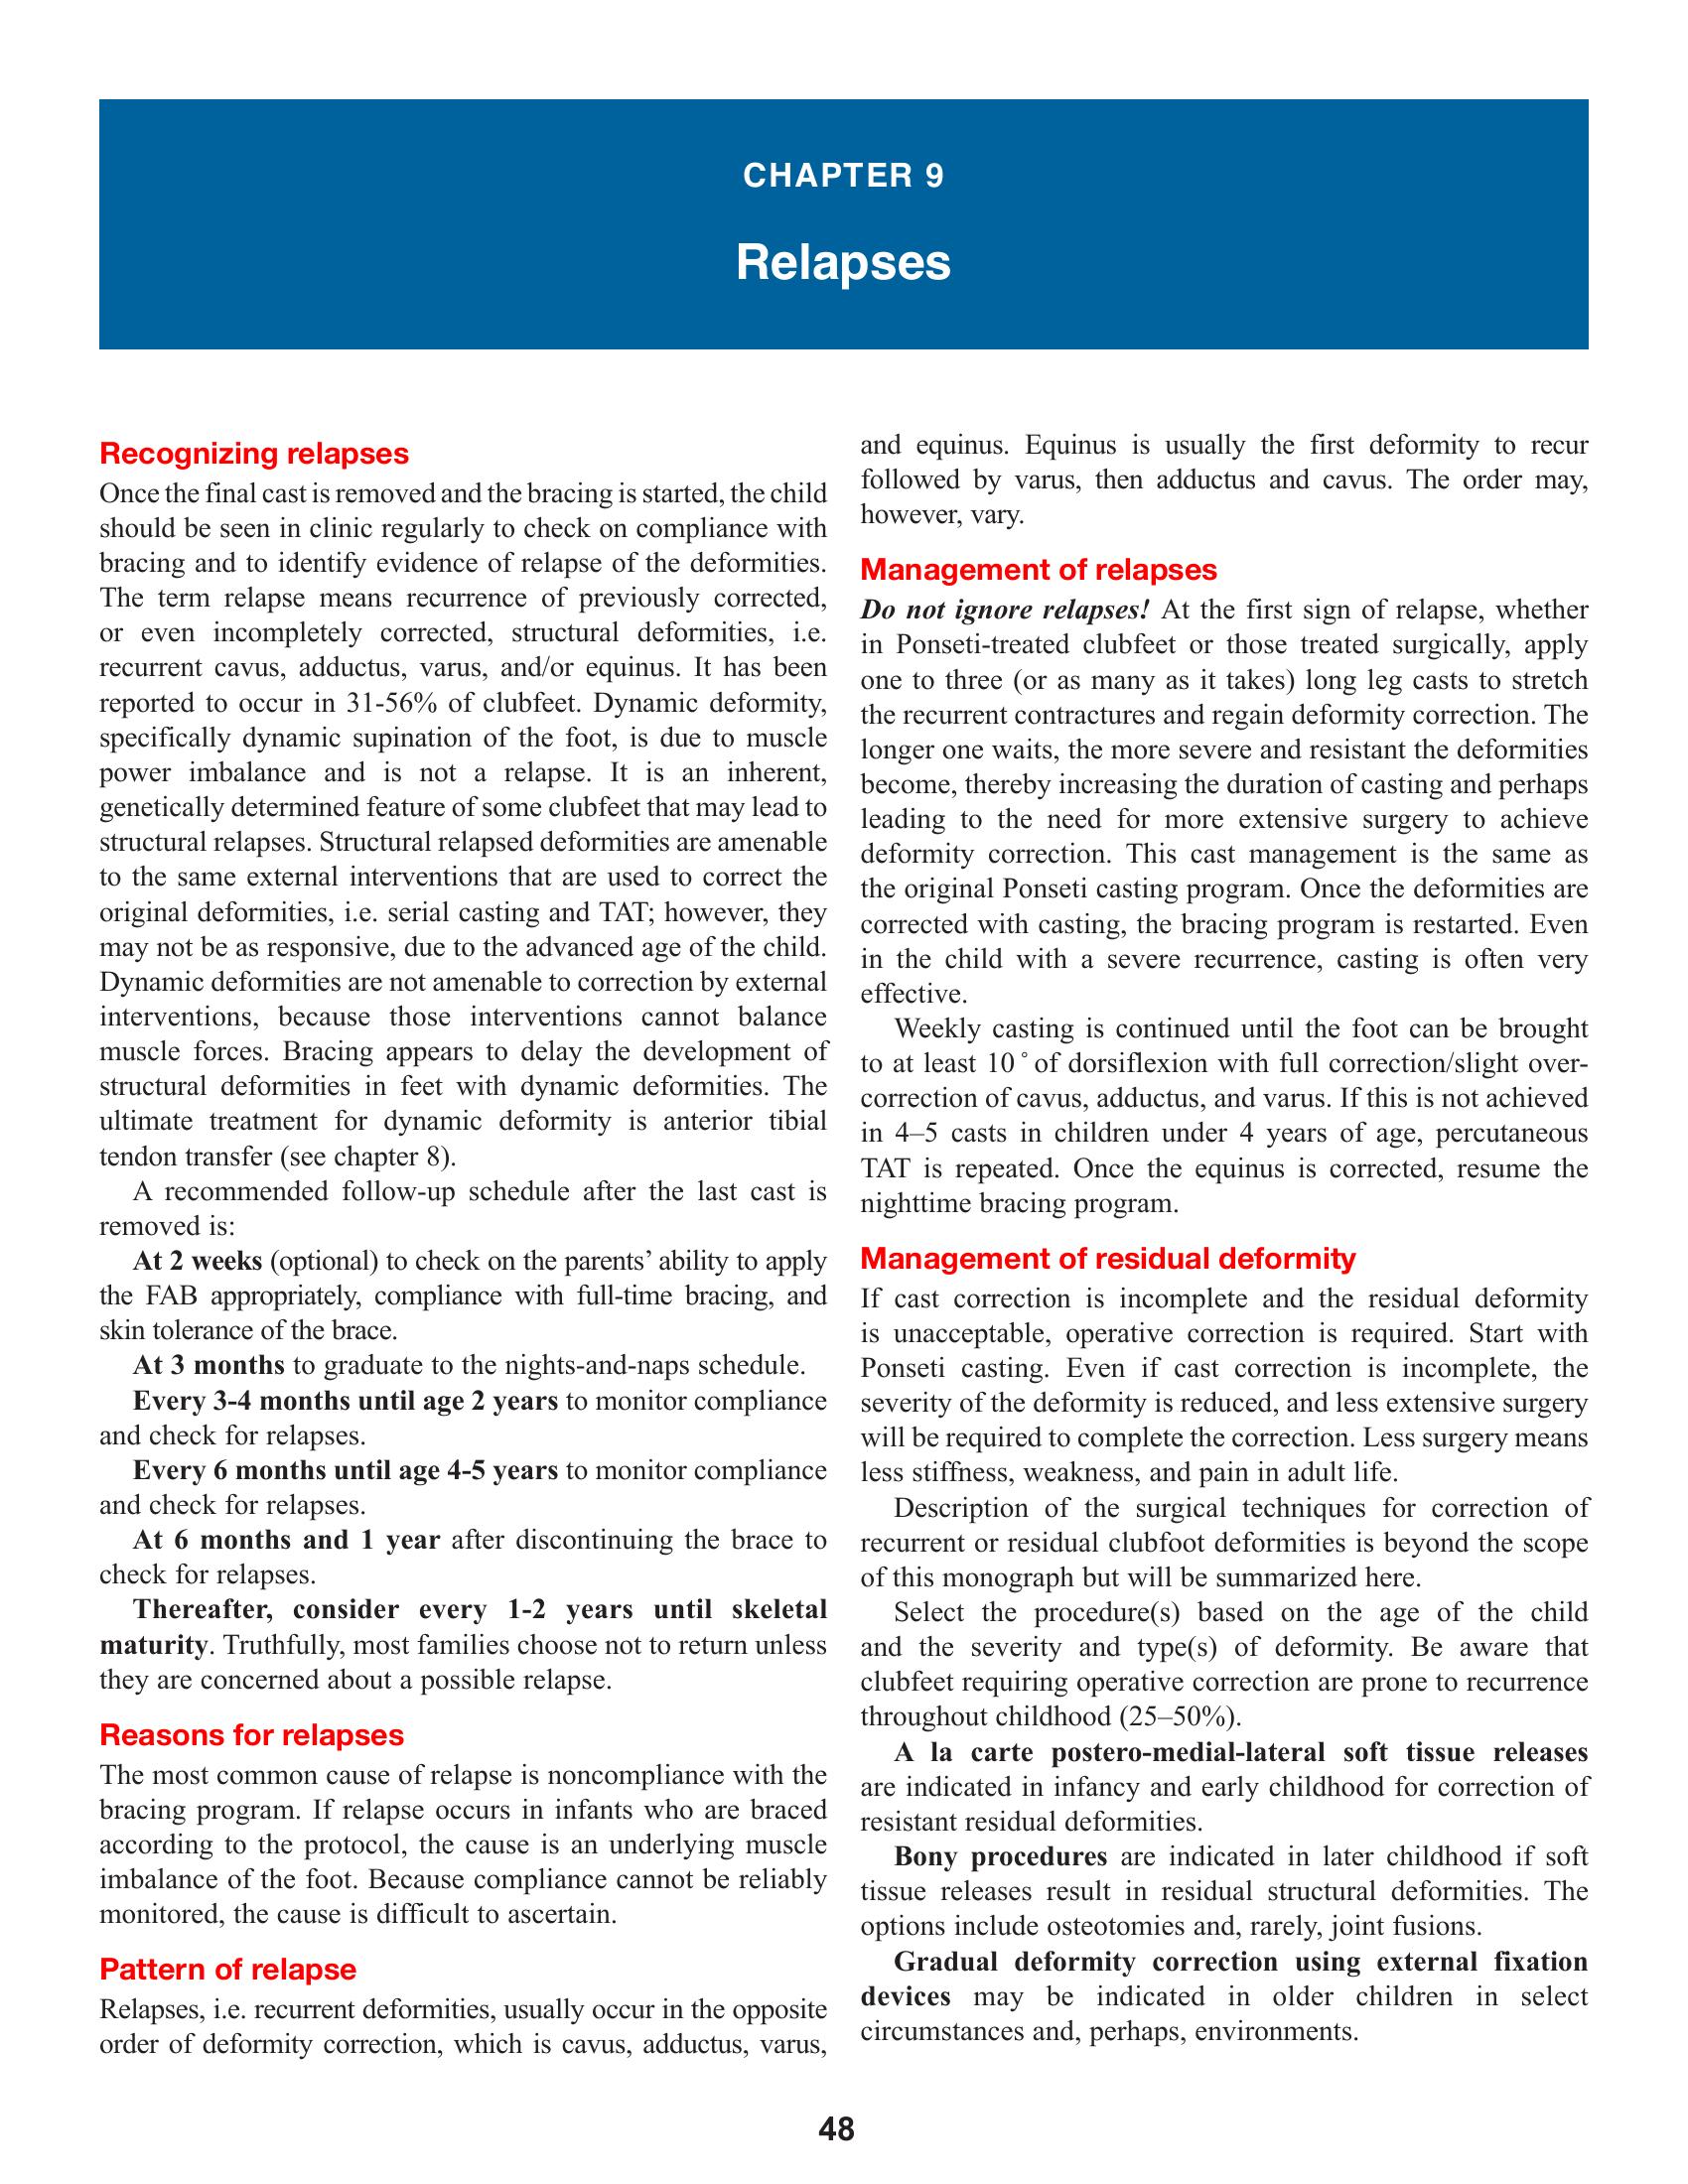 CHAPTER 9
Relapses
Recognizing relapses
Once the final cast is removed and the bracing is started, the child
should be seen in clinic regularly to check on compliance with
bracing and to identify evidence of relapse of the deformities.
The term relapse means recurrence of previously corrected,
or even incompletely corrected, structural deformities, i.e.
recurrent cavus, adductus, varus, and/or equinus. It has been
reported to occur in 31-56% of clubfeet. Dynamic deformity,
specifically dynamic supination of the foot, is due to muscle
power imbalance and is not a relapse. It is an inherent,
genetically determined feature of some clubfeet that may lead to
structural relapses. Structural relapsed deformities are amenable
to the same external interventions that are used to correct the
original deformities, i.e. serial casting and TAT; however, they
may not be as responsive, due to the advanced age of the child.
Dynamic deformities are not amenable to correction by external
interventions, because those interventions cannot balance
muscle forces. Bracing appears to delay the development of
structural deformities in feet with dynamic deformities. The
ultimate treatment for dynamic deformity is anterior tibial
tendon transfer (see chapter 8).
A recommended follow-up schedule after the last cast is
removed is:
At 2 weeks (optional) to check on the parents' ability to apply
the FAB appropriately, compliance with full-time bracing, and
skin tolerance of the brace.
At 3 months to graduate to the nights-and-naps schedule.
Every 3-4 months until age 2 years to monitor compliance
and check for relapses.
Every 6 months until age 4-5 years to monitor compliance
and check for relapses.
At 6 months and 1 year after discontinuing the brace to
check for relapses.
Thereafter, consider every 1-2 years until skeletal
maturity. Truthfully, most families choose not to return unless
they are concerned about a possible relapse.
Reasons for relapses
The most common cause of relapse is noncompliance with the
bracing program. If relapse occurs in infants who are braced
according to the protocol, the cause is an underlying muscle
imbalance of the foot. Because compliance cannot be reliably
monitored, the cause is difficult to ascertain.
Pattern of relapse
Relapses, i.e. recurrent deformities, usually occur in the opposite
order of deformity correction, which is cavus, adductus, varus,
and equinus. Equinus is usually the first deformity to recur
followed by varus, then adductus and cavus. The order may,
however, vary.
Management of relapses
Do not ignore relapses! At the first sign of relapse, whether
in Ponseti-treated clubfeet or those treated surgically, apply
one to three (or as many as it takes) long leg casts to stretch
the recurrent contractures and regain deformity correction. The
longer one waits, the more severe and resistant the deformities
become, thereby increasing the duration of casting and perhaps
leading to the need for more extensive surgery to achieve
deformity correction. This cast management is the same as
the original Ponseti casting program. Once the deformities are
corrected with casting, the bracing program is restarted. Even
in the child with a severe recurrence, casting is often very
effective.
Weekly casting is continued until the foot can be brought
to at least 10˚of dorsiflexion with full correction/slight over-
correction of cavus, adductus, and varus. If this is not achieved
in 4–5 casts in children under 4 years of age, percutaneous
TAT is repeated. Once the equinus is corrected, resume the
nighttime bracing program.
Management of residual deformity
If cast correction is incomplete and the residual deformity
is unacceptable, operative correction is required. Start with
Ponseti casting. Even if cast correction is incomplete, the
severity of the deformity is reduced, and less extensive surgery
will be required to complete the correction. Less surgery means
less stiffness, weakness, and pain in adult life.
Description of the surgical techniques for correction of
recurrent or residual clubfoot deformities is beyond the scope
of this monograph but will be summarized here.
Select the procedure(s) based on the age of the child
and the severity and type(s) of deformity. Be aware that
clubfeet requiring operative correction are prone to recurrence
throughout childhood (25–50%).
A la carte postero-medial-lateral soft tissue releases
are indicated in infancy and early childhood for correction of
resistant residual deformities.
Bony procedures are indicated in later childhood if soft
tissue releases result in residual structural deformities. The
options include osteotomies and, rarely, joint fusions.
Gradual deformity correction using external fixation
devices may be indicated in older children in select
circumstances and, perhaps, environments.
48